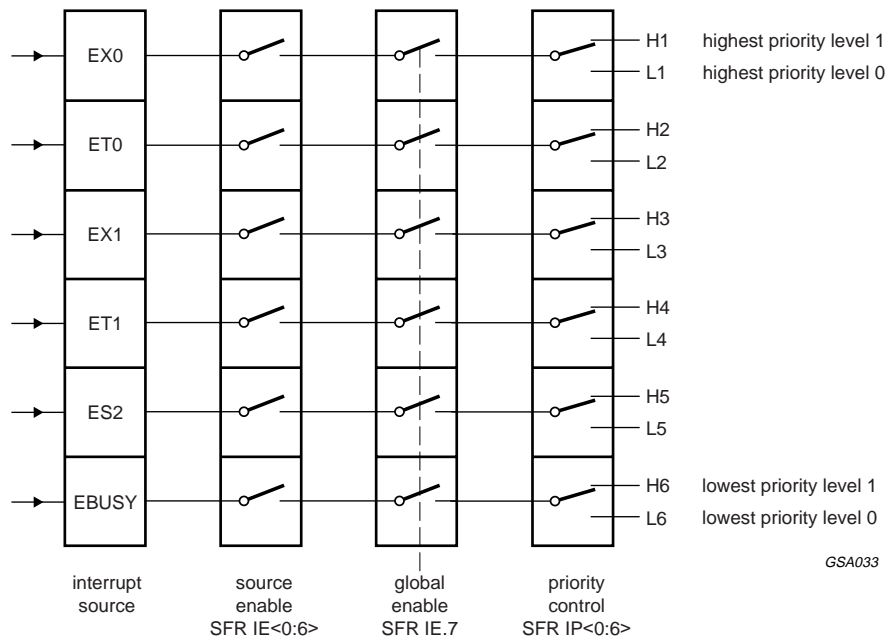 EX0
H1 highest priority level 1
L1 highest priority level 0
ET0
H2
L2
EX1
H3
L3
ET1
H4
L4
ES2
H5
L5
EBUSY
H6 lowest priority level 1
L6 lowest priority level 0
GSA033
interrupt
source
source
enable
SFR IE<0:6>
global
enable
SFR IE.7
priority
control
SFR IP<0:6>